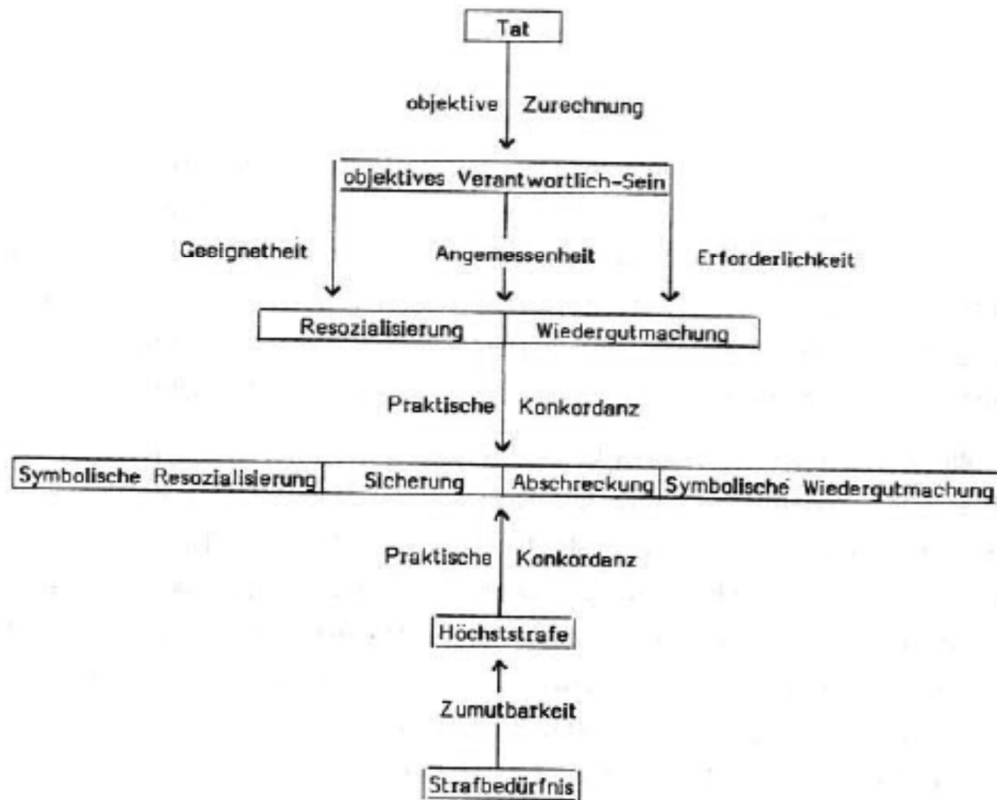 Tat
objektive Zurechnung
objektives Verantwortlich-Sein
Geeignetheit Angemessenheit Erforderlichkeit
Resozialisierung Wiedergutmachung
Praktische Konkordanz
Symbolische Resozialisierung Sicherung Abschreckung Symbolische Wiedergutmachung
Praktische Konkordanz
Höchststrafe
Zumutbarkeit
Strafbedürfnis